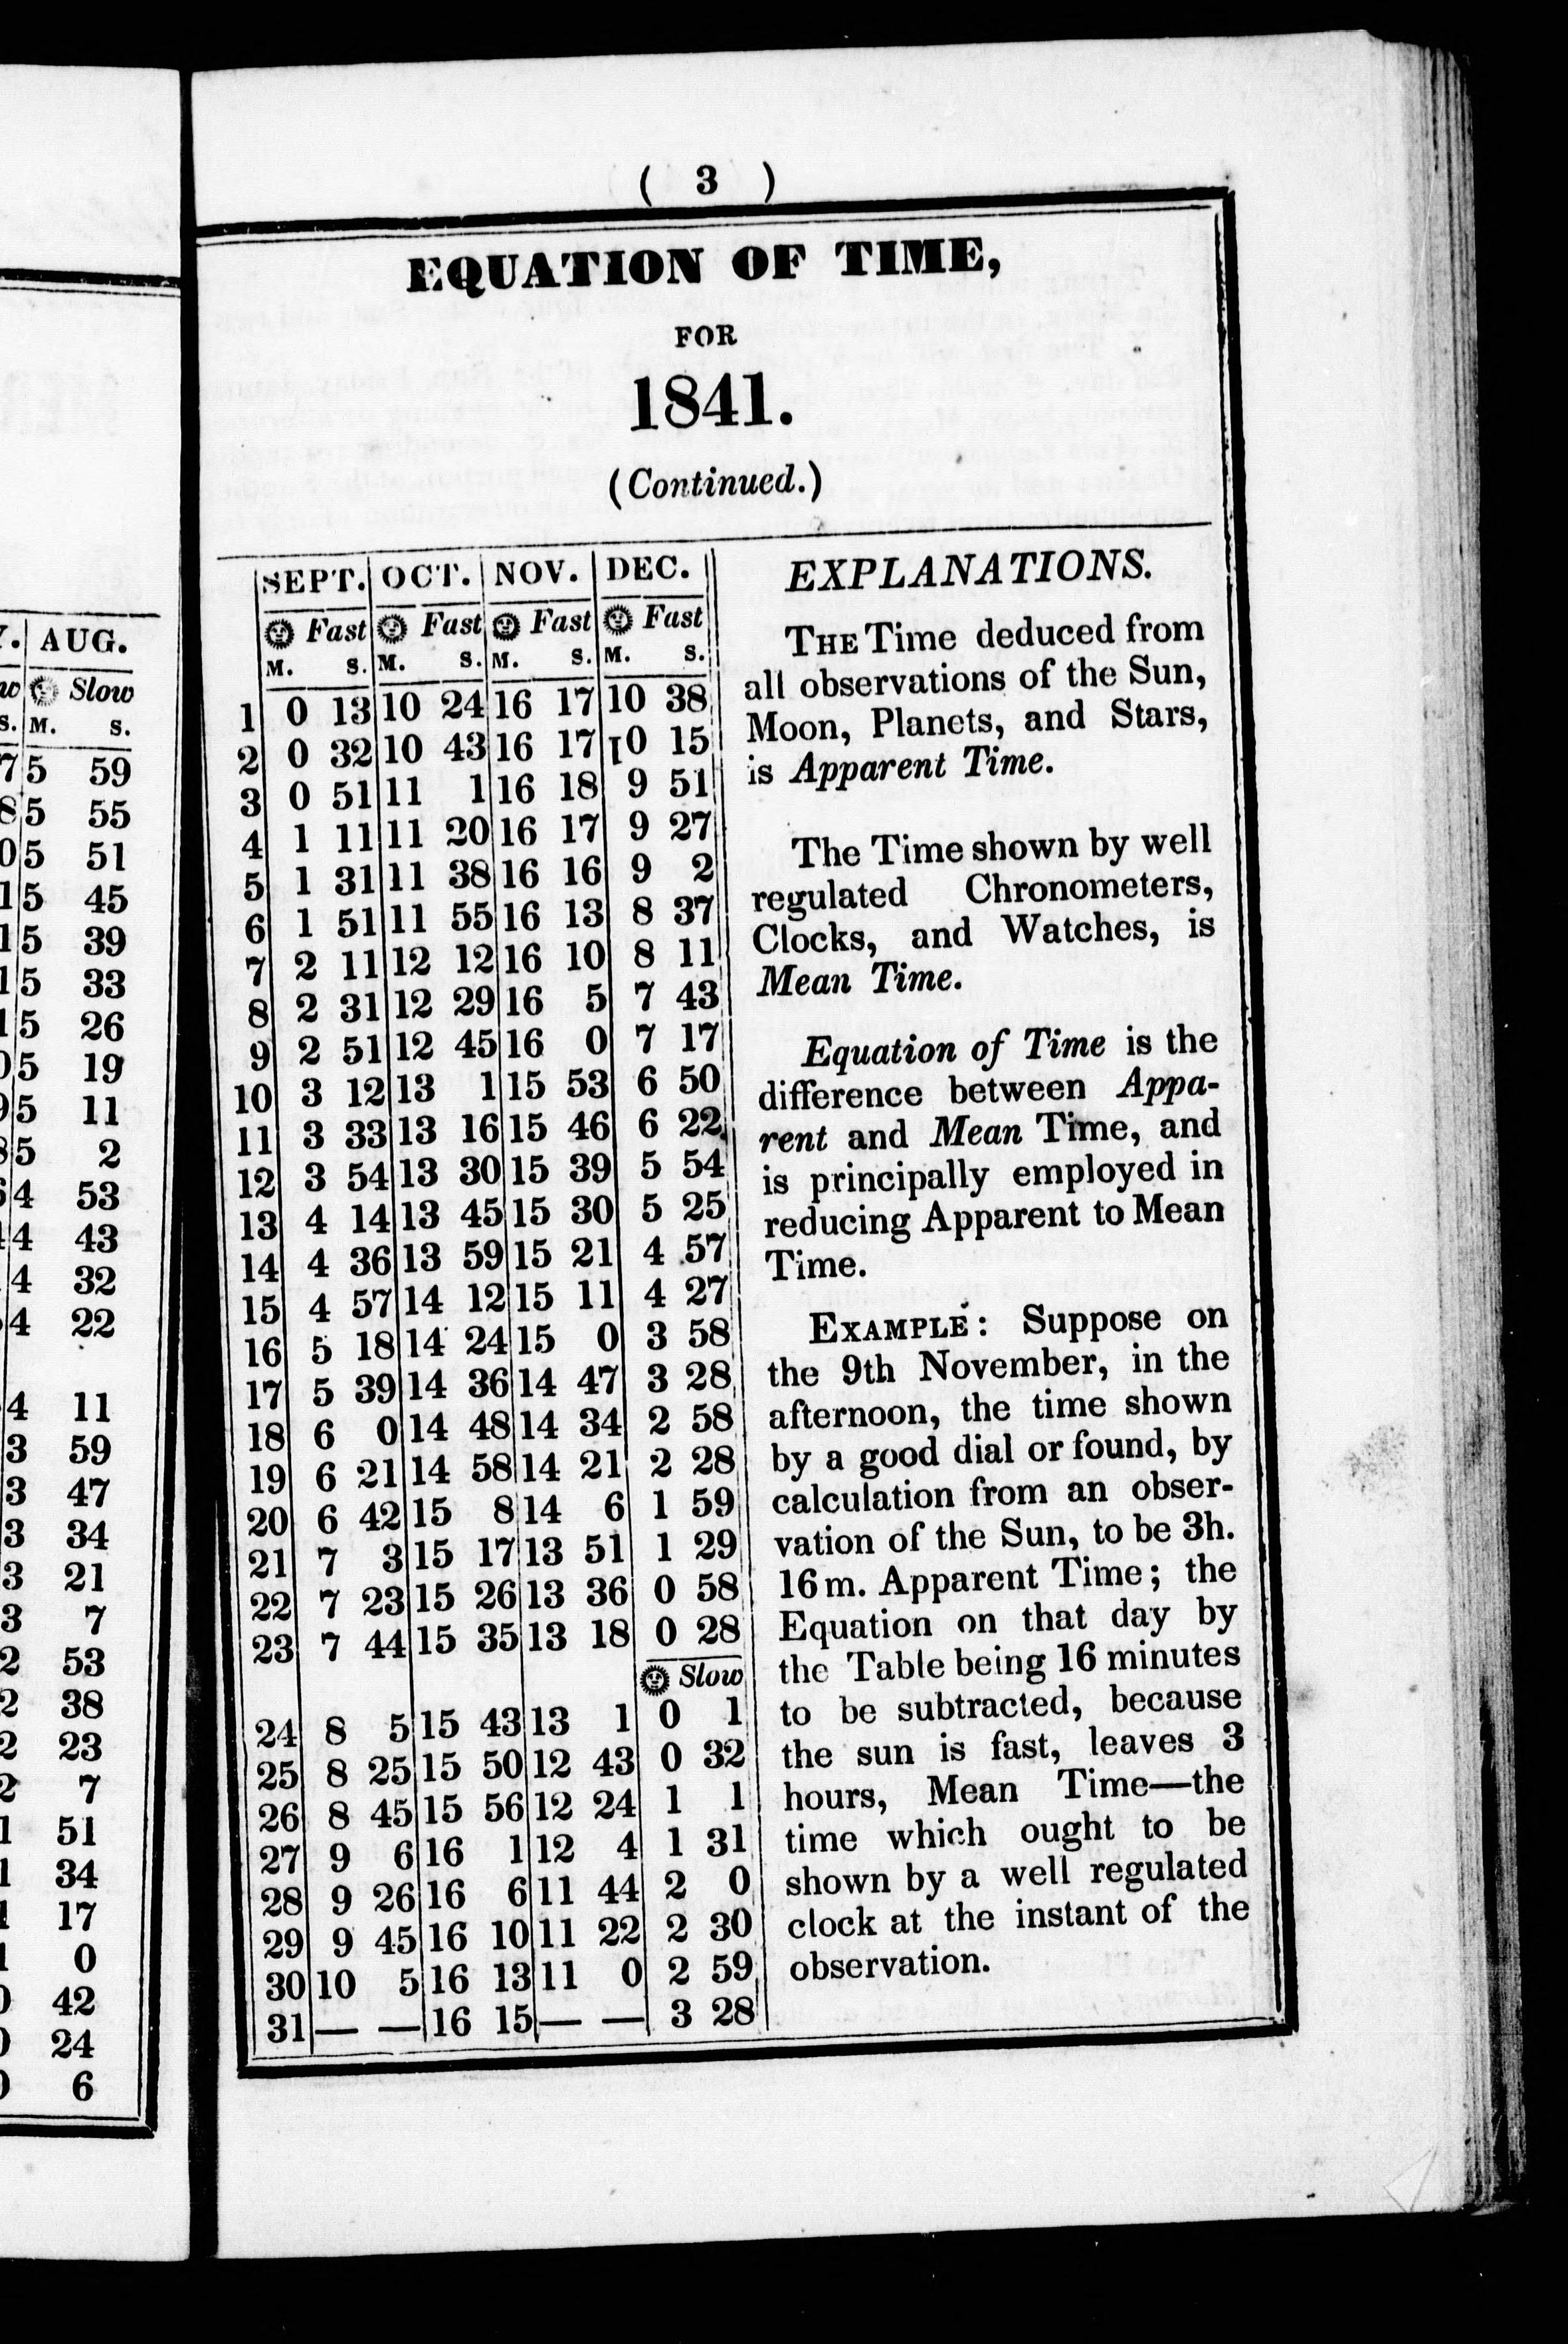 Y. AUG.
w Slow
S. M. S.
7 5 59
8 5 55
0 5 51
1 5 45
1 5 39
1 5 33
1 5 26
0 5 19
9 5 11
8 5 2
6 4 53
4 4 43
4 32
4 22
4 11
3 59
3 47
3 34
3 21
3 7
2 53
2 38
2 23
2 7
1 51
1 34
1 17
1 0
0 42
0 24
0 6
( 3 )
EQUATION OF TIME,
FOR
1841.
(Continued.)
SEPT. OCT. NOV. DEC.
Fast Fast Fast Fast
M. S. M. S. M. S. M. S.
1 0 13 10 24 16 17 10 38
2 0 32 10 43 16 17 10 15
3 0 51 11 1 16 18 9 51
4 1 11 11 20 16 17 9 27
5 1 31 11 38 16 16 9 2
6 1 51 11 55 16 13 8 37
7 2 11 12 12 16 10 8 11
8 2 31 12 29 16 5 7 43
9 2 51 12 45 16 0 7 17
10 3 12 13 1 15 53 6 50
11 3 33 13 16 15 46 6 22
12 3 54 13 30 15 39 5 54
13 4 14 13 45 15 30 5 25
14 4 36 13 59 15 21 4 57
15 4 57 14 12 15 11 4 27
16 5 18 14 24 15 0 3 58
17 5 39 14 36 14 47 3 28
18 6 0 14 48 14 34 2 58
19 6 21 14 58 14 21 2 28
20 6 42 15 8 14 6 1 59
21 7 3 15 17 13 51 1 29
22 7 23 15 26 13 36 0 58
23 7 44 15 35 13 18 0 28
Slow
24 8 5 15 43 13 1 0 1
25 8 25 15 50 12 43 0 32
26 8 45 15 56 12 24 1 1
27 9 6 16 1 12 4 1 31
28 9 26 16 6 11 44 2 0
29 9 45 16 10 11 22 2 30
30 10 5 16 13 11 0 2 59
31 — — 16 15 — — 3 28
EXPLANATIONS.
THE Time deduced from
all observations of the Sun,
Moon, Planets, and Stars,
is Apparent Time.
The Time shown by well
regulated Chronometers,
Clocks, and Watches, is
Mean Time.
Equation of Time is the
difference between Appa-
rent and Mean Time, and
is principally employed in
reducing Apparent to Mean
Time.
EXAMPLE: Suppose on
the 9th November, in the
afternoon, the time shown
by a good dial or found, by
calculation from an obser-
vation of the Sun, to be 3h.
16m. Apparent Time; the
Equation on that day by
the Table being 16 minutes
to be subtracted, because
the sun is fast, leaves 3
hours, Mean Time—the
time which ought to be
shown by a well regulated
clock at the instant of the
observation.